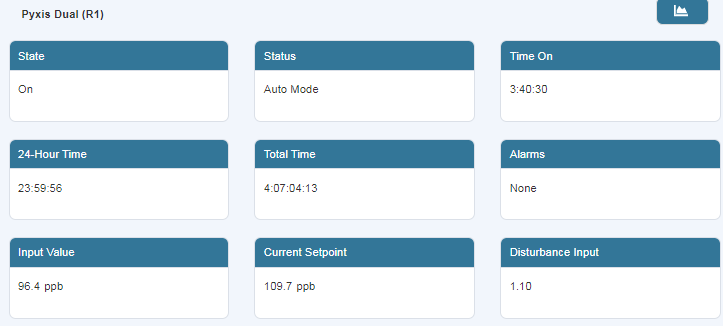 Pyxis Dual (R1)
State
Status
Time On
On
Auto Mode
3:40:30
24-Hour Time
Total Time
Alarms
23:59:56
4:07:04:13
None
Input Value
Current Setpoint
Disturbance Input
96.4 ppb
109.7 ppb
1.10